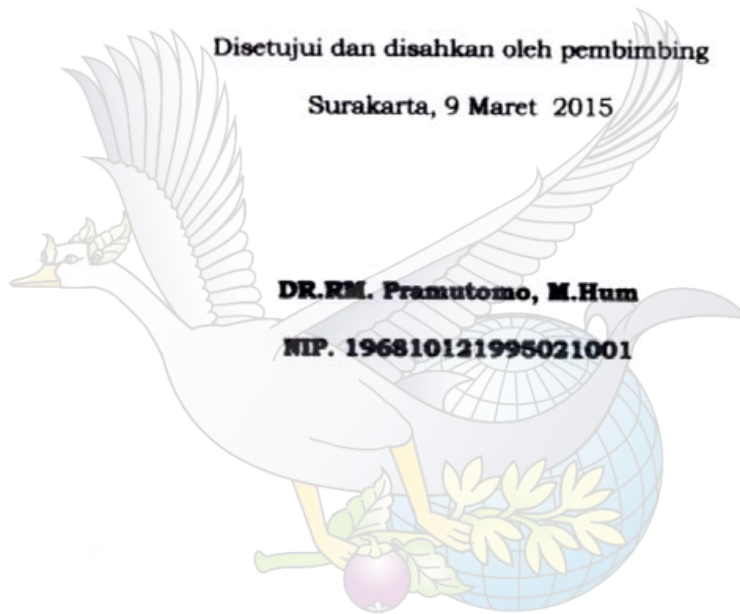 Disetujui dan disahkan oleh pembimbing
Surakarta, 9 Maret 2015
DR.RM. Pramutomo, M.Hum
NIP. 196810121995021001